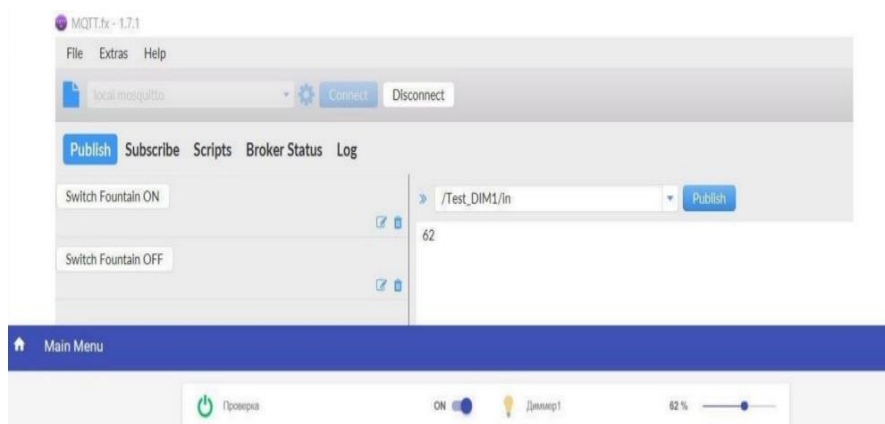 MQTT.fx - 1.7.1
File Extras Help
local mosquitto Connect Disconnect
Publish Subscribe Scripts Broker Status Log
Switch Fountain ON
Switch Fountain OFF
» /Test_DIM1/in Publish
62
Main Menu
Проверка ON Диммер1 62 %